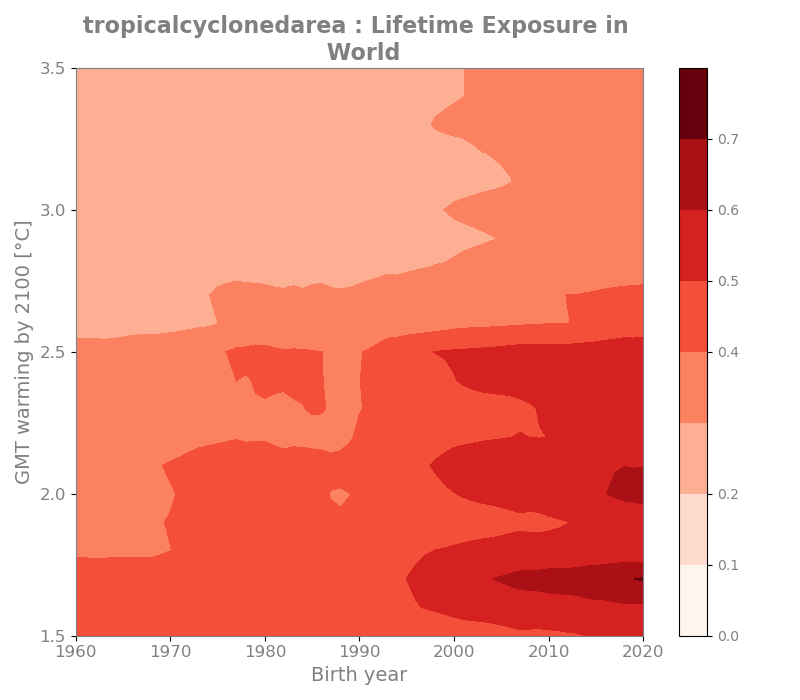 tropicalcyclonedarea : Lifetime Exposure in
World
GMT warming by 2100 [°C]
3.5
3.0
2.5
2.0
1.5
1960 1970 1980 1990 2000 2010 2020
Birth year
0.7
0.6
0.5
0.4
0.2
0.1
0.0